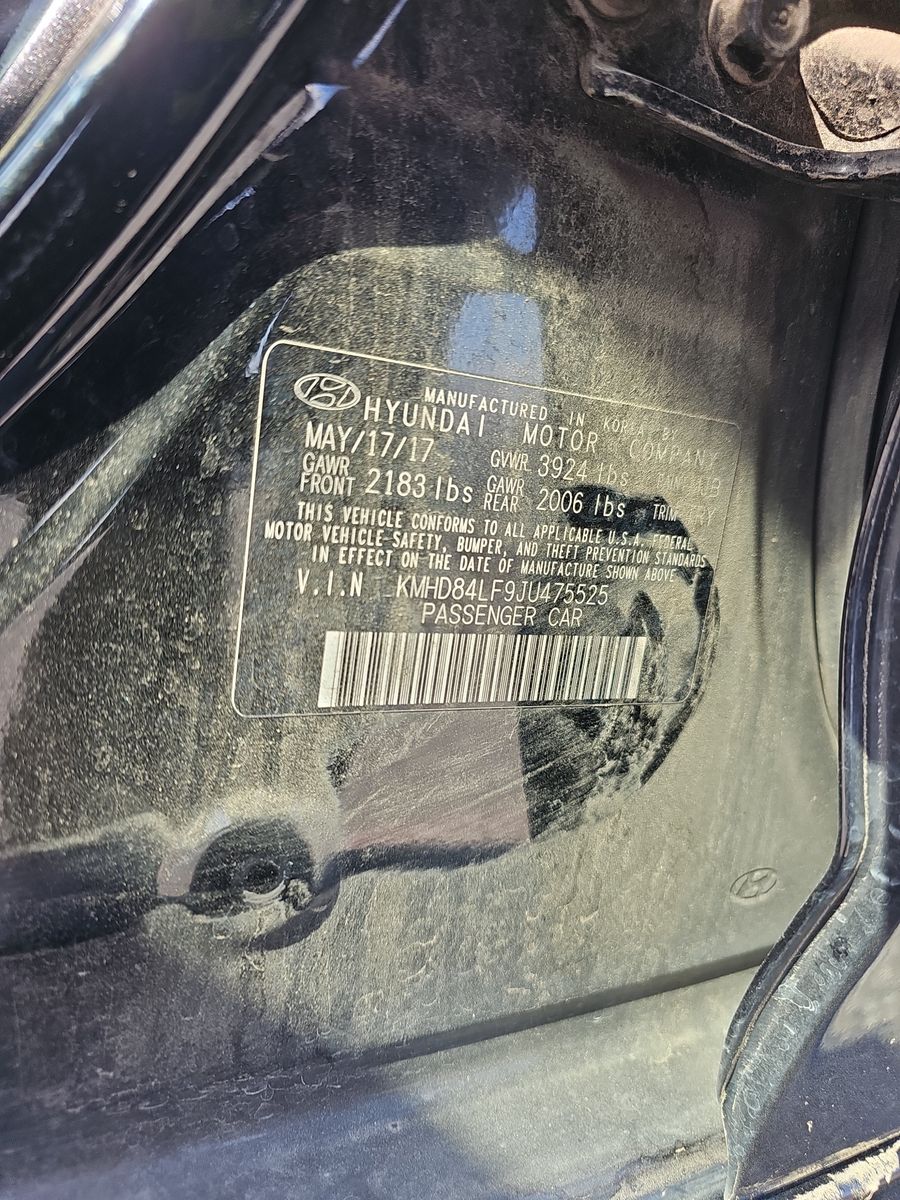 MANUFACTURED IN KOREA BY
HYUNDAI MOTOR COMPANY
MAY/17/17 GVWR 3924 lbs
GAWR FRONT 2183 lbs GAWR REAR 2006 lbs TRIM
THIS VEHICLE CONFORMS TO ALL APPLICABLE U.S.A. FEDERAL
MOTOR VEHICLE SAFETY, BUMPER, AND THEFT PREVENTION STANDARDS
IN EFFECT ON THE DATE OF MANUFACTURE SHOWN ABOVE
V.I.N KMHD84LF9JU475525
PASSENGER CAR